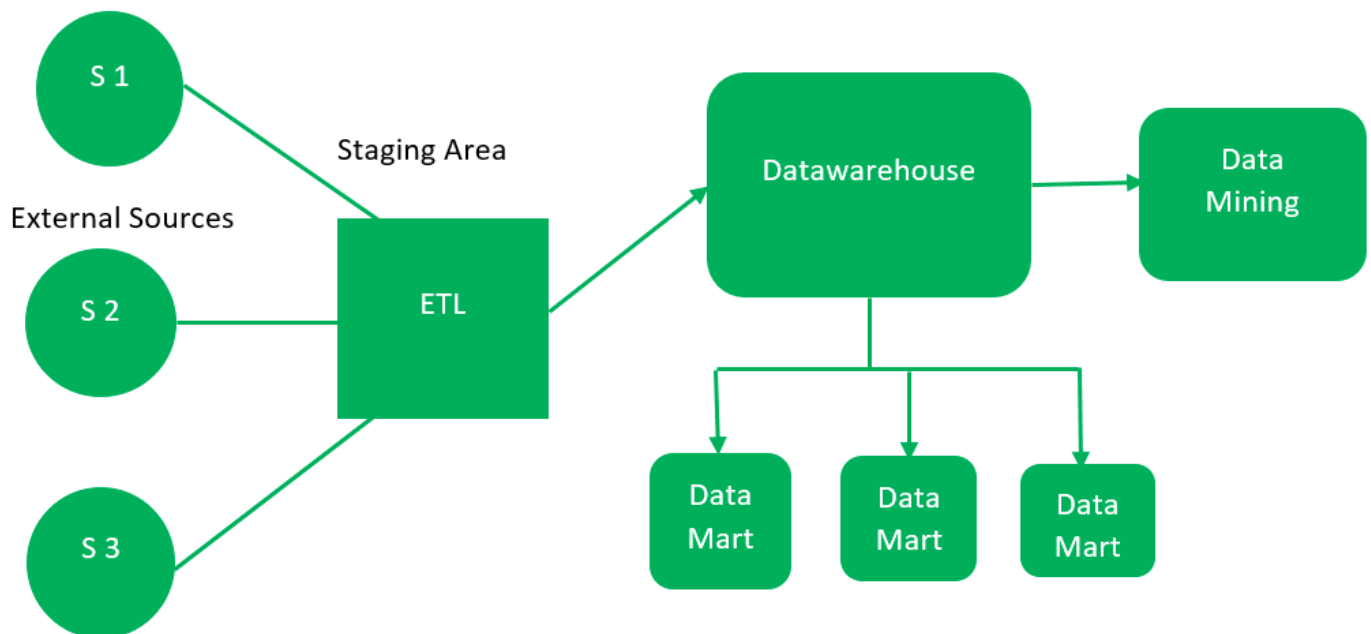 S 1
External Sources
S 2
S 3
Staging Area
ETL
Datawarehouse
Data
Mining
Data
Mart
Data
Mart
Data
Mart